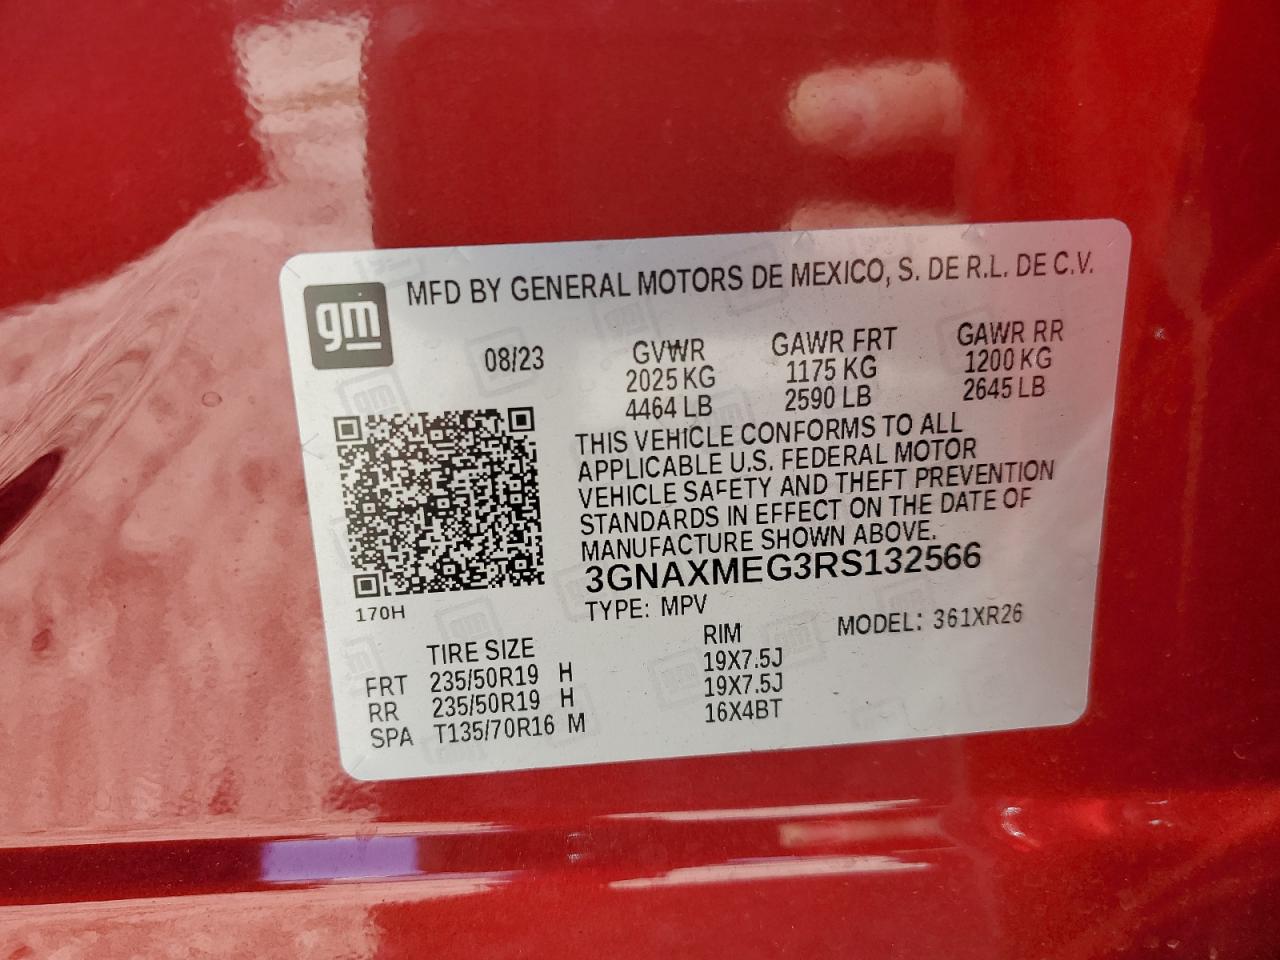 MFD BY GENERAL MOTORS DE MEXICO, S. DE R.L. DE C.V.
gm
08/23 GVWR GAWR FRT GAWR RR
2025 KG 1175 KG 1200 KG
4464 LB 2590 LB 2645 LB
THIS VEHICLE CONFORMS TO ALL
APPLICABLE U.S. FEDERAL MOTOR
VEHICLE SAFETY AND THEFT PREVENTION
STANDARDS IN EFFECT ON THE DATE OF
MANUFACTURE SHOWN ABOVE.
3GNAXMEG3RS132566
170H
TYPE: MPV MODEL: 361XR26
TIRE SIZE RIM
FRT 235/50R19 H 19X7.5J
RR 235/50R19 H 19X7.5J
SPA T135/70R16 M 16X4BT